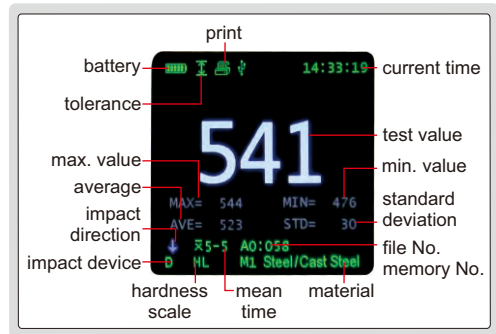 print
battery
14:33:19
current time
tolerance
541
test value
max. value
min. value
average
MAX= 544 MIN= 476
standard
deviation
impact
direction
AVE= 523 STD= 30
x̅5-5 A0:058
file No.
memory No.
impact device
D HL M1 Steel/Cast Steel
hardness
scale
mean
time
material